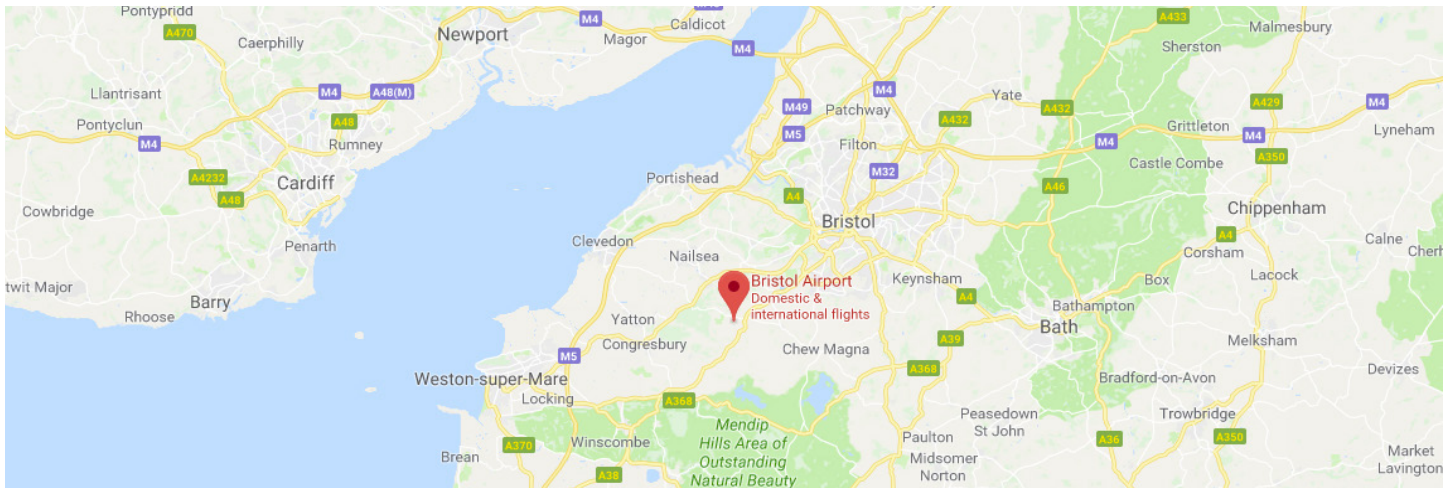 Pontypridd
A470
Caerphilly
Newport
M4
Magor
Caldicot
M4
A433
Sherston
Malmesbury
Llantrisant
M4
A48(M)
A48
Pontyclun
M4
Rumney
M49
M5
Patchway
M4
Yate
A432
A432
Filton
M4
Grittleton
M4
A429
M4
Lyneham
A350
Castle Combe
A4232
A48
Cardiff
Portishead
A4
M32
A46
Cowbridge
Penarth
Clevedon
Bristol
Chippenham
A4
Calne
Nailsea
Corsham
Keynsham
Box
Lacock
twit Major
Barry
Rhoose
Bristol Airport
Domestic &
international flights
A4
Bathampton
Bath
Yatton
Congresbury
Chew Magna
A39
Melksham
M5
Weston-super-Mare
Locking
A368
A368
Bradford-on-Avon
Devizes
Peasedown
St John
Trowbridge
A350
A36
A370
Winscombe
Brean
A38
Mendip
Hills Area of
Outstanding
Natural Beauty
Paulton
Midsomer
Norton
Market
Lavington